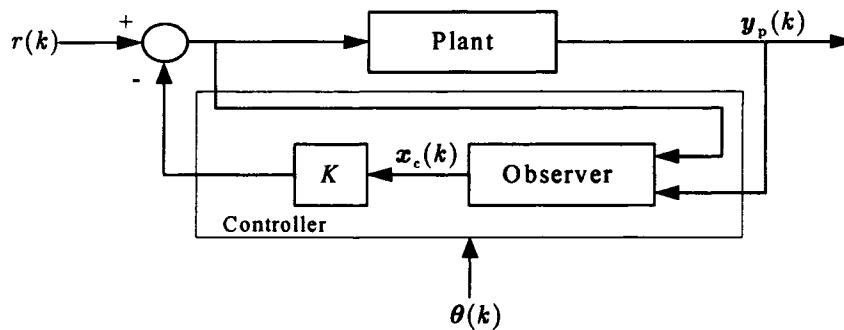 r(k)
+
-
Plant
y_p(k)
K
x_c(k)
Observer
Controller
θ(k)